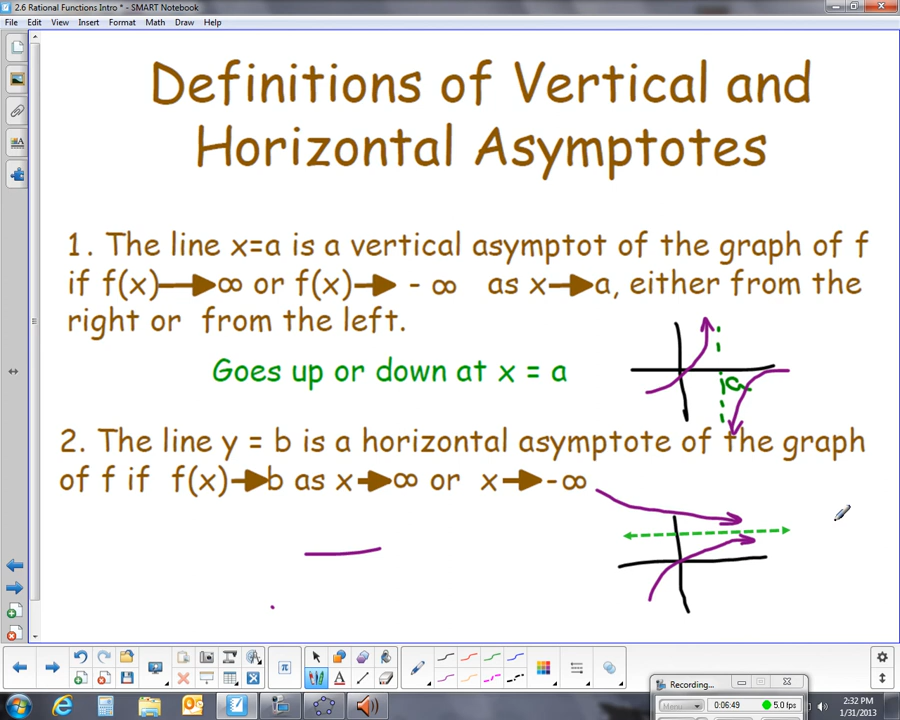 2.6 Rational Functions Intro * - SMART Notebook
File Edit View Insert Format Math Draw Help
Definitions of Vertical and
Horizontal Asymptotes
1. The line x=a is a vertical asymptot of the graph of f
if f(x)→∞ or f(x)→ - ∞ as x→a, either from the
right or from the left.
Goes up or down at x = a
a
2. The line y = b is a horizontal asymptote of the graph
of f if f(x)→b as x→∞ or x→-∞
Recording...
Menu
0:06:49
5.0 fps
2:32 PM
1/31/2013